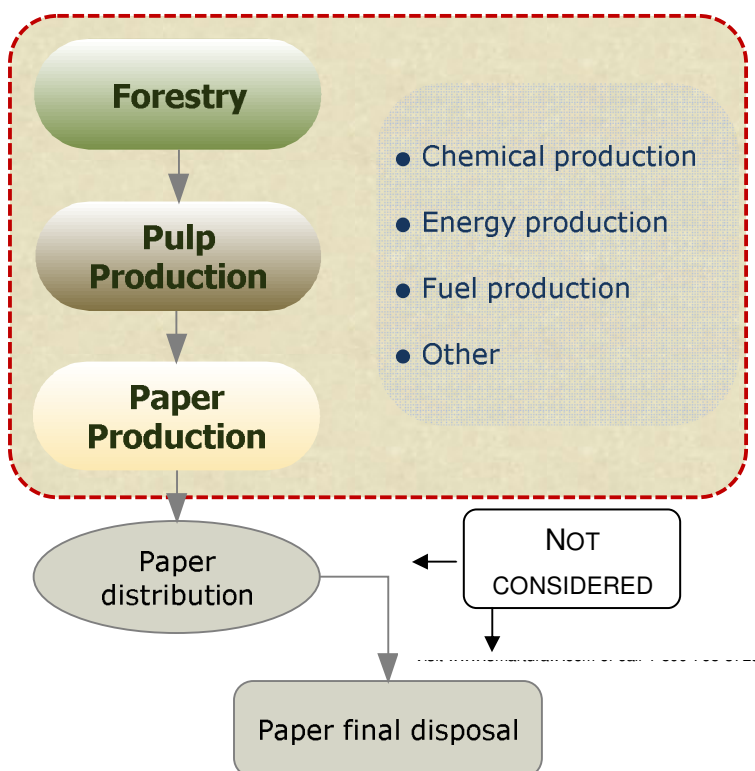 Forestry
Pulp
Production
Paper
Production
● Chemical production
● Energy production
● Fuel production
● Other
Paper
distribution
NOT
CONSIDERED
Paper final disposal